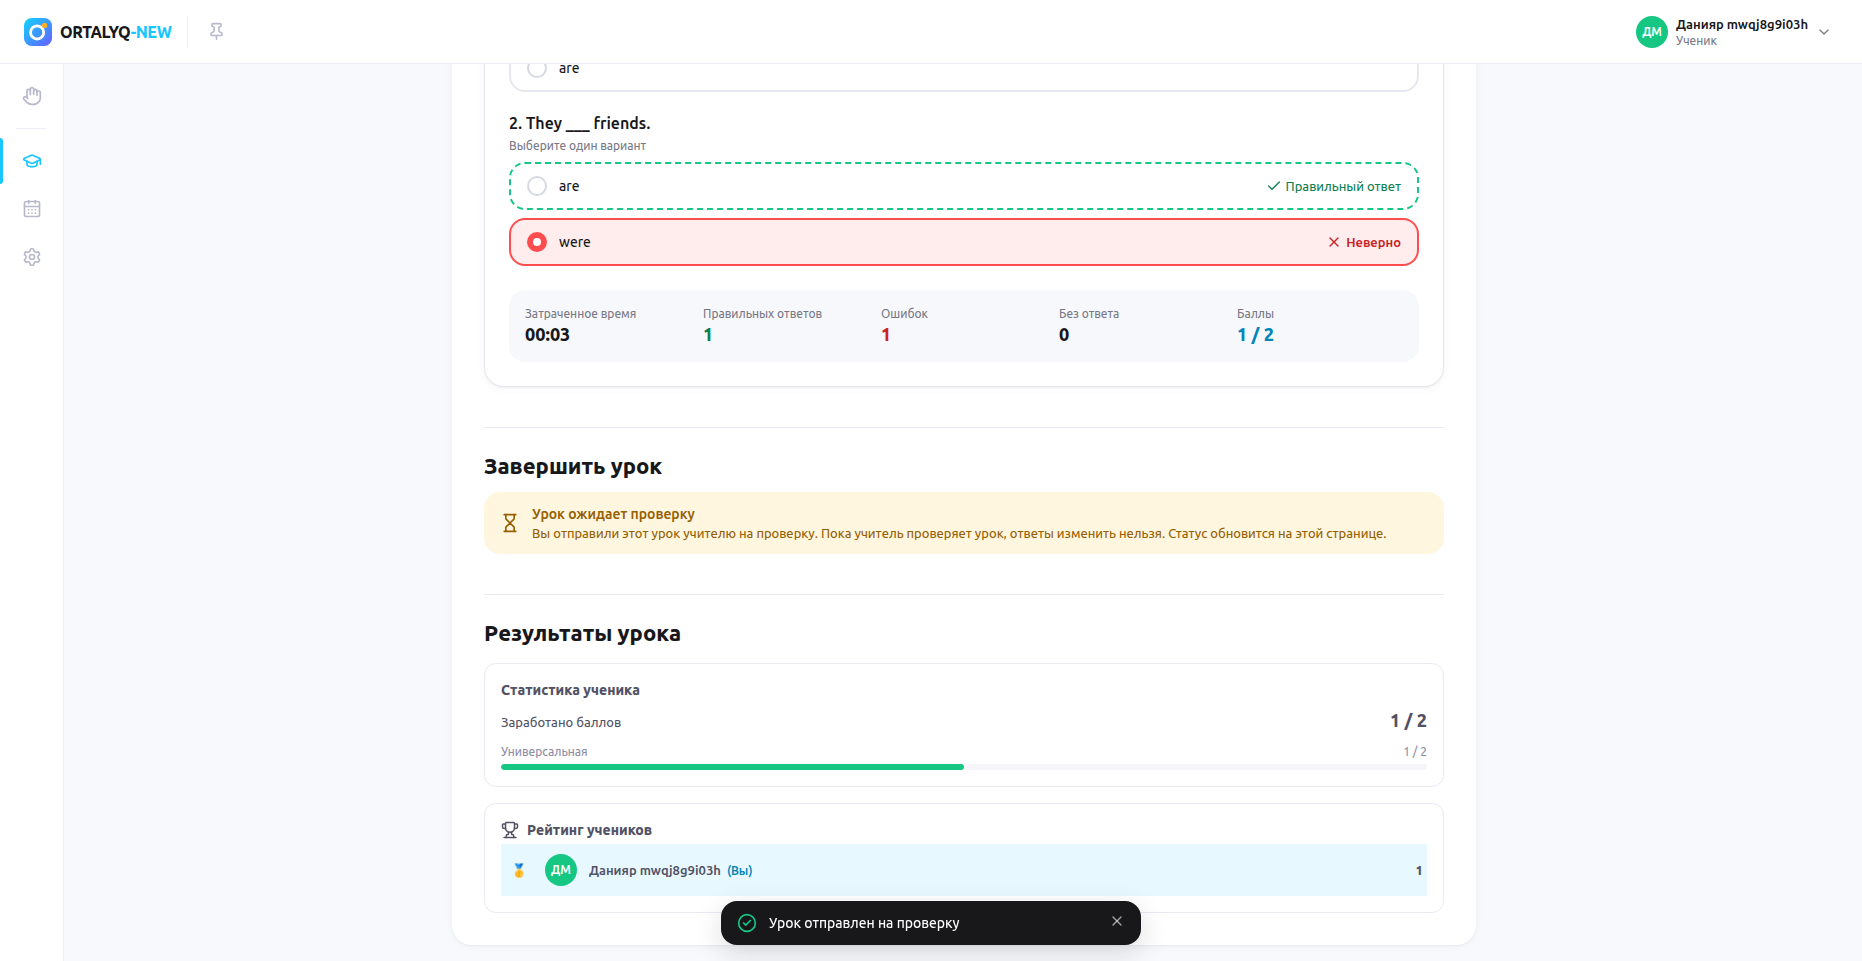 ORTALYQ-NEW
ДМ
Данияр mwqj8g9i03h
Ученик
are
2. They ___ friends.
Выберите один вариант
are
Правильный ответ
were
Неверно
Затраченное время
00:03
Правильных ответов
1
Ошибок
1
Без ответа
0
Баллы
1 / 2
Завершить урок
Урок ожидает проверку
Вы отправили этот урок учителю на проверку. Пока учитель проверяет урок, ответы изменить нельзя. Статус обновится на этой странице.
Результаты урока
Статистика ученика
Заработано баллов
1 / 2
Универсальная
1 / 2
Рейтинг учеников
ДМ
Данияр mwqj8g9i03h (Вы)
1
Урок отправлен на проверку